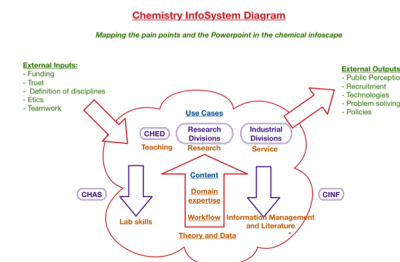 Chemistry InfoSystem Diagram
Mapping the pain points and the Powerpoint in the chemical infoscape
External Inputs:
- Funding
- Truet
- Definition of disciplines
- Etics
- Teamwork
External Outputs
- Public Perceptio
- Recruitment
- Technologies
- Problem soliving
- Policies
Use Cases
CHED
Research
Divisions
Industrial
Divisions
Teaching
Research
Service
CHAS
Content
CINF
Domain
expertise
Lab skills
Workflow
Information Management
and Literature
Theory and Data